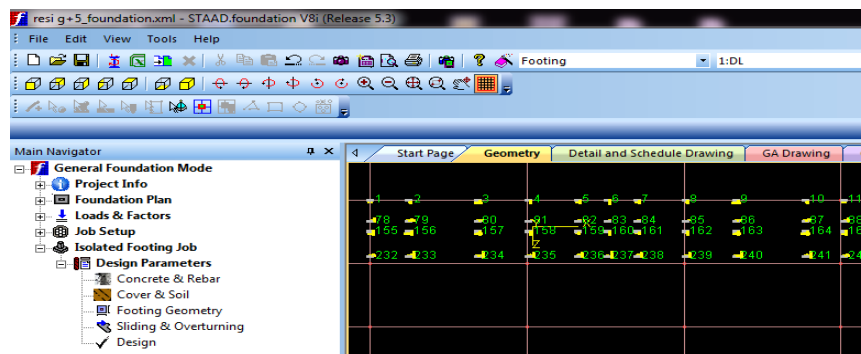 resi g+5_foundation.xml - STAAD.foundation V8i (Release 5.3)
File Edit View Tools Help
Footing 1:DL
Main Navigator
Start Page Geometry Detail and Schedule Drawing GA Drawing
General Foundation Mode
Project Info
Foundation Plan
Loads & Factors
Job Setup
Isolated Footing Job
Design Parameters
Concrete & Rebar
Cover & Soil
Footing Geometry
Sliding & Overturning
Design
1 2 3 4 5 6 7 8 9 10 11
78 79 80 81 82 83 84 85 86 87 88
155 156 157 158 159 160 161 162 163 164
232 233 234 235 236 237 238 239 240 241
X
Z